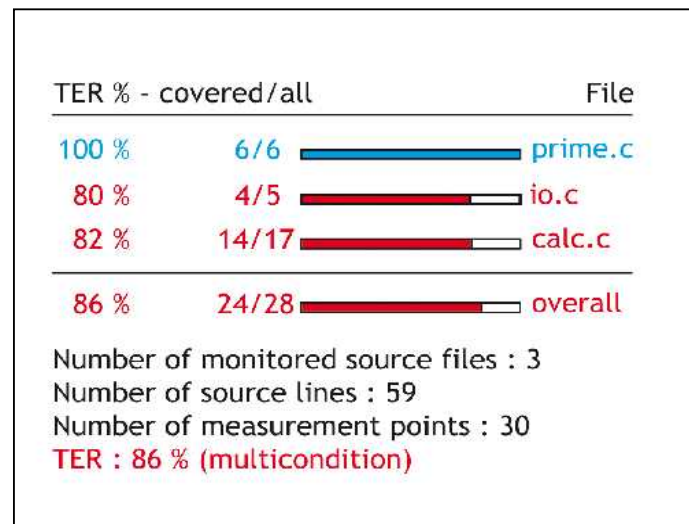 TER % - covered/all File
100 % 6/6 prime.c
80 % 4/5 io.c
82 % 14/17 calc.c
86 % 24/28 overall
Number of monitored source files : 3
Number of source lines : 59
Number of measurement points : 30
TER : 86 % (multicondition)